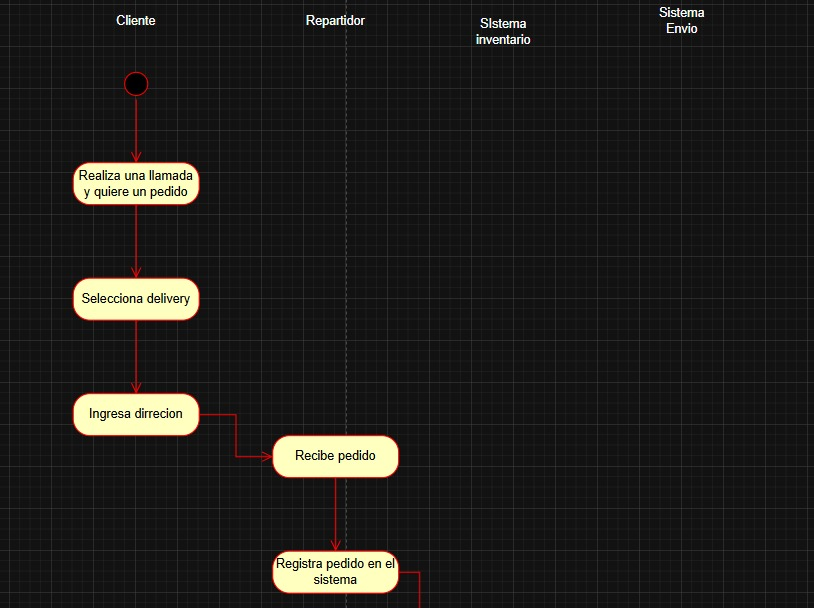 Cliente
Repartidor
SIstema
inventario
Sistema
Envio
Realiza una llamada
y quiere un pedido
Selecciona delivery
Ingresa dirrecion
Recibe pedido
Registra pedido en el
sistema